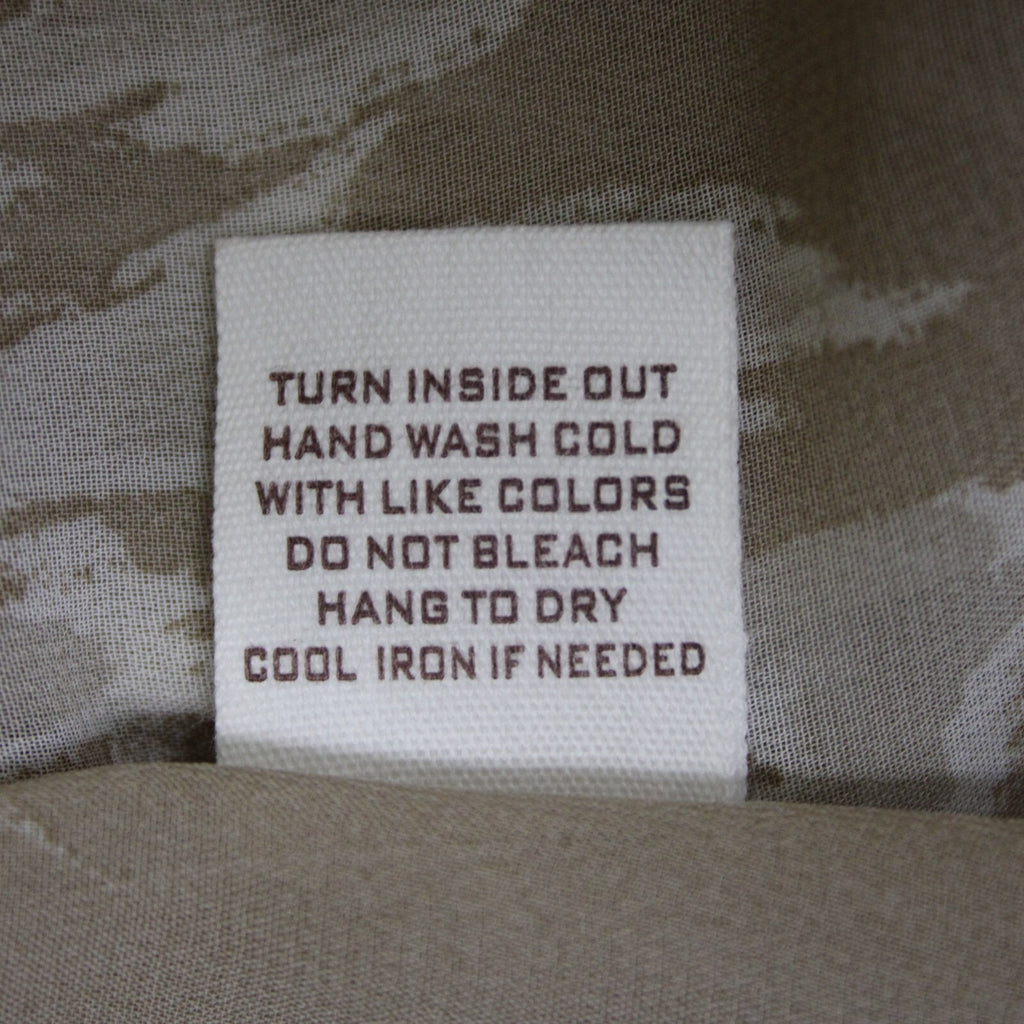 TURN INSIDE OUT
HAND WASH COLD
WITH LIKE COLORS
DO NOT BLEACH
HANG TO DRY
COOL IRON IF NEEDED